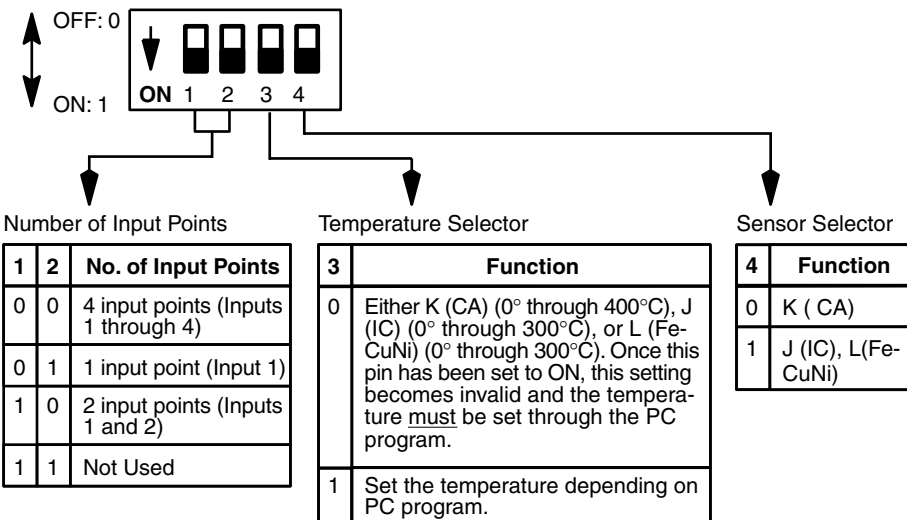 OFF: 0
ON: 1
ON 1 2 3 4
Number of Input Points
1 2 No. of Input Points
0 0 4 input points (Inputs
1 through 4)
0 1 1 input point (Input 1)
1 0 2 input points (Inputs
1 and 2)
1 1 Not Used
Temperature Selector
3 Function
0 Either K (CA) (0° through 400°C), J
(IC) (0° through 300°C), or L (Fe-
CuNi) (0° through 300°C). Once this
pin has been set to ON, this setting
becomes invalid and the tempera-
ture must be set through the PC
program.
1 Set the temperature depending on
PC program.
Sensor Selector
4 Function
0 K ( CA)
1 J (IC), L(Fe-
CuNi)